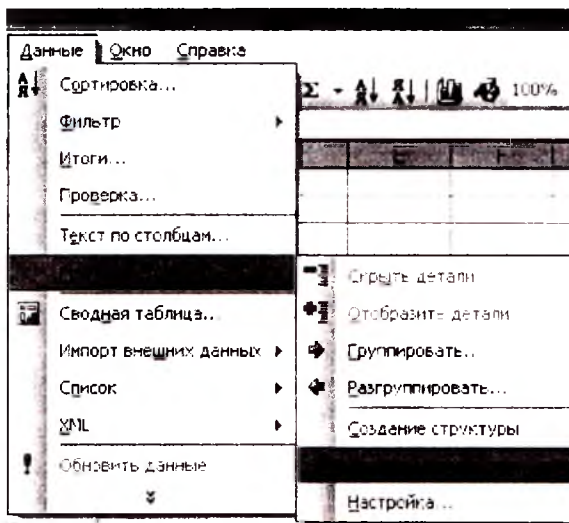 Данные Окно Справка
Сортировка...
100%
Фильтр
Итоги...
Проверка...
Текст по столбцам...
Скрыть детали
Сводная таблица...
Отобразить детали
Импорт внешних данных
Группировать...
Список
Разгруппировать...
XML
Создание структуры
Обновить данные
Настройка...